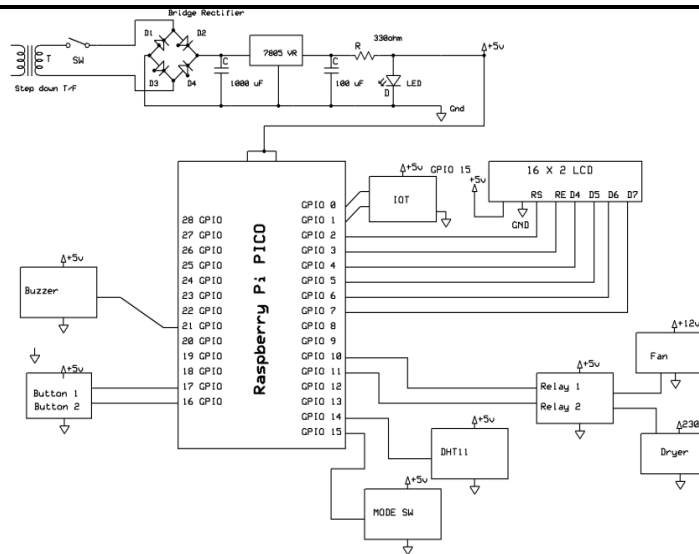 Bridge Rectifier
D1
D2
D3
D4
T
SW
Step down T/F
7805 VR
C
1000 uF
C
100 uF
R
330ohm
D
LED
+5v
Gnd
Raspberry Pi PICO
28 GPIO
27 GPIO
26 GPIO
25 GPIO
24 GPIO
23 GPIO
22 GPIO
21 GPIO
20 GPIO
19 GPIO
18 GPIO
17 GPIO
16 GPIO
GPIO 0
GPIO 1
GPIO 2
GPIO 3
GPIO 4
GPIO 5
GPIO 6
GPIO 7
GPIO 8
GPIO 9
GPIO 10
GPIO 11
GPIO 12
GPIO 13
GPIO 14
GPIO 15
+5v
IOT
GPIO 15
+5v
16 X 2 LCD
RS RE D4 D5 D6 D7
GND
+5v
Buzzer
+5v
Button 1
Button 2
+5v
Relay 1
Relay 2
+12v
Fan
230
Dryer
+5v
DHT11
+5v
MODE SW